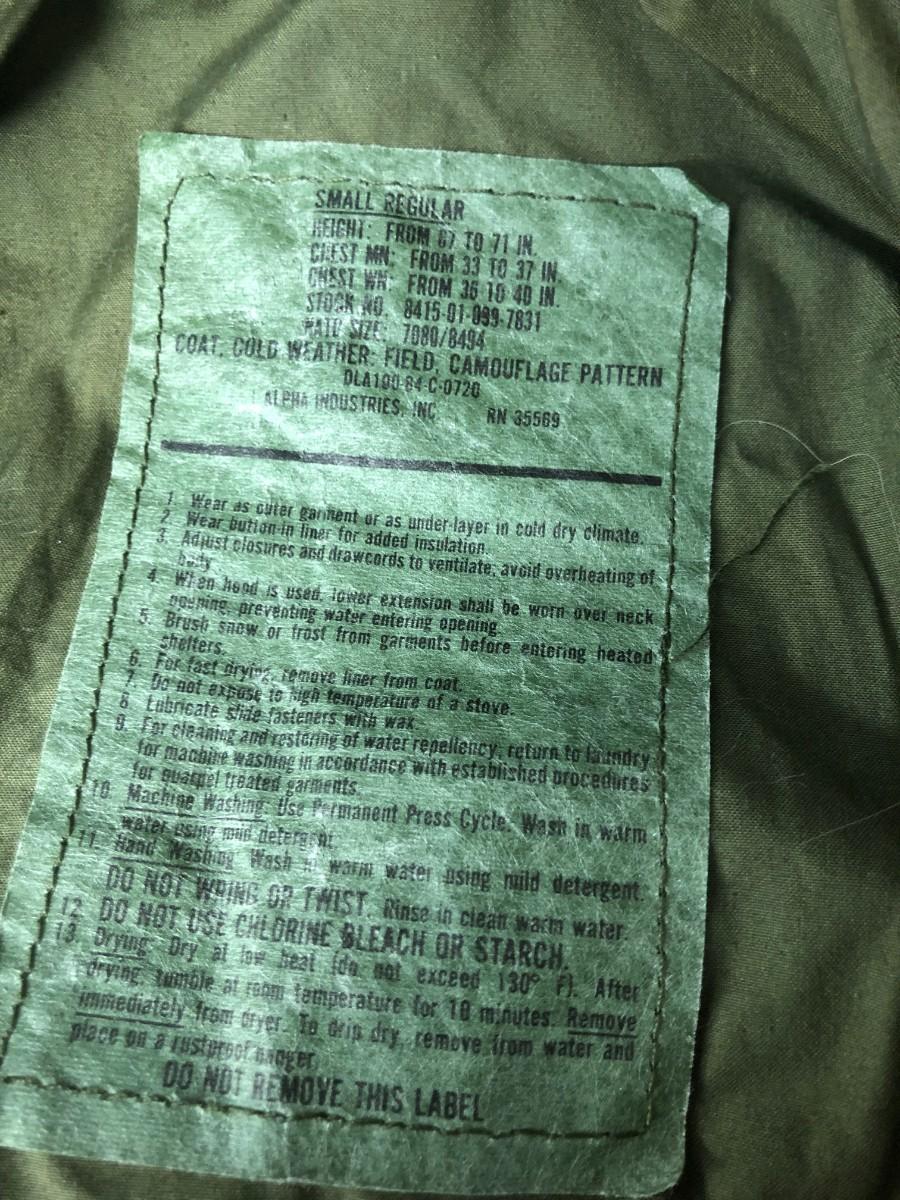 SMALL REGULAR
HEIGHT: FROM 67 TO 71 IN.
CHEST MN: FROM 33 TO 37 IN.
CHEST WN: FROM 36 TO 40 IN.
STOCK NO. 8415-01-099-7831
NATO SIZE: 7080/8494
COAT, COLD WEATHER: FIELD, CAMOUFLAGE PATTERN
DLA100-84-C-0720
ALPHA INDUSTRIES, INC RN 35569
1. Wear as outer garment or as under-layer in cold dry climate.
2. Wear button-in liner for added insulation.
3. Adjust closures and drawcords to ventilate, avoid overheating of
body
4. When hood is used, lower extension shall be worn over neck
opening, preventing water entering opening.
5. Brush snow or frost from garments before entering heated
shelters.
6. For fast drying, remove liner from coat.
7. Do not expose to high temperature of a stove.
8. Lubricate slide fasteners with wax.
9. For cleaning and restoring of water repellency, return to laundry
for machine washing in accordance with established procedures
for quarpel treated garments.
10. Machine Washing: Use Permanent Press Cycle. Wash in warm
water using mild detergent.
11. Hand Washing: Wash in warm water using mild detergent.
DO NOT WRING OR TWIST. Rinse in clean warm water.
12. DO NOT USE CHLORINE BLEACH OR STARCH.
13. Drying: Dry at low heat (do not exceed 130° F). After
drying, tumble at room temperature for 10 minutes. Remove
immediately from dryer. To drip dry, remove from water and
place on a rustproof hanger.
DO NOT REMOVE THIS LABEL